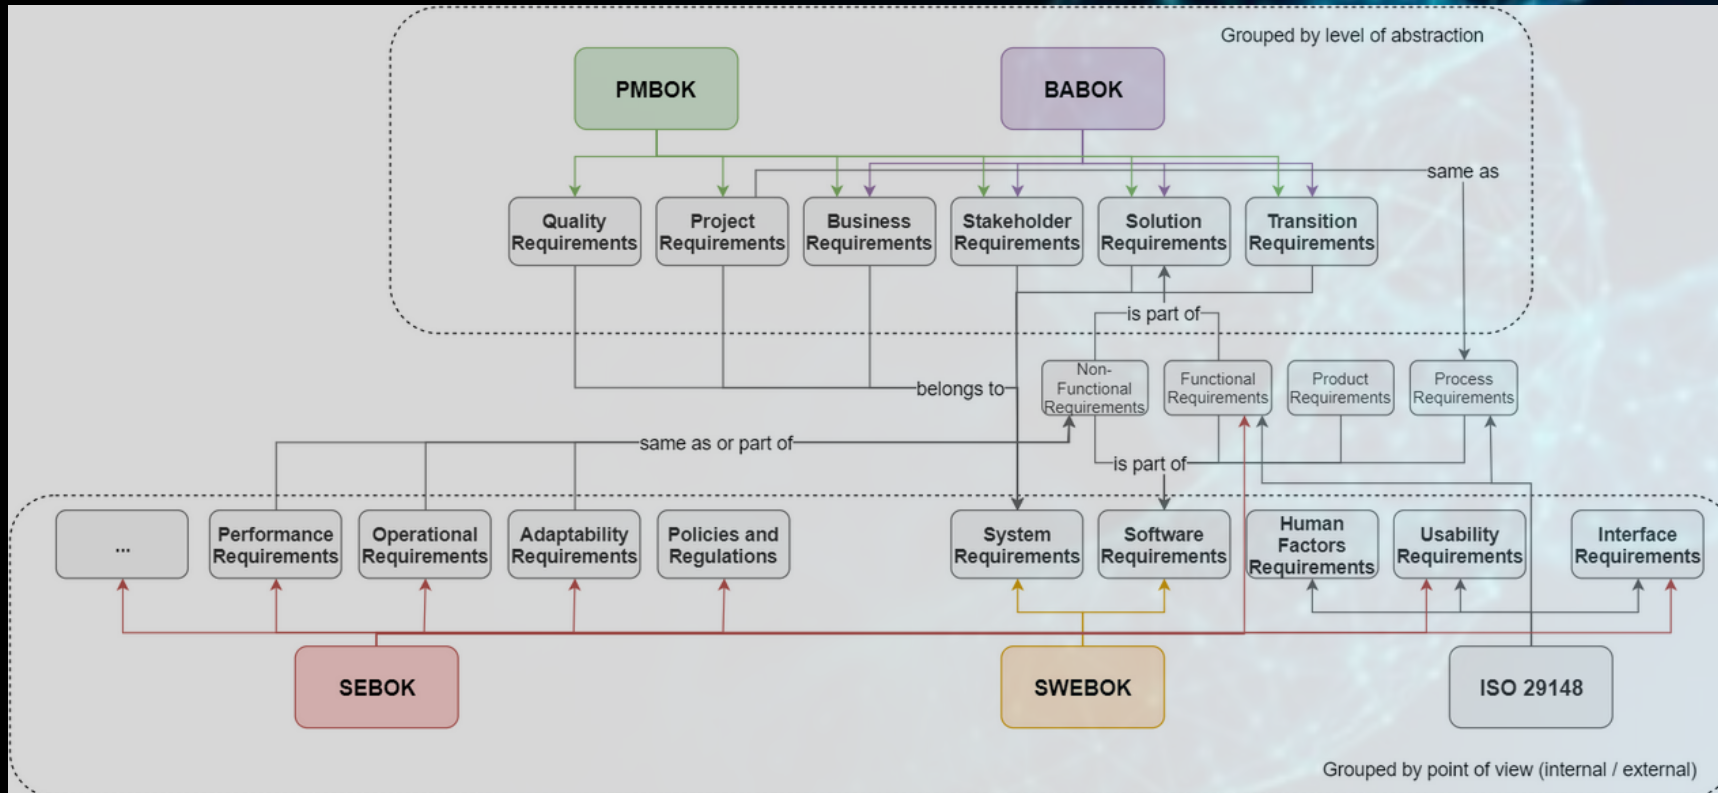 Grouped by level of abstraction
PMBOK
BABOK
same as
Quality
Requirements
Project
Requirements
Business
Requirements
Stakeholder
Requirements
Solution
Requirements
Transition
Requirements
is part of
Non-
Functional
Requirements
Functional
Requirements
Product
Requirements
Process
Requirements
belongs to
same as or part of
is part of
...
Performance
Requirements
Operational
Requirements
Adaptability
Requirements
Policies and
Regulations
System
Requirements
Software
Requirements
Human
Factors
Requirements
Usability
Requirements
Interface
Requirements
SEBOK
SWEBOK
ISO 29148
Grouped by point of view (internal / external)